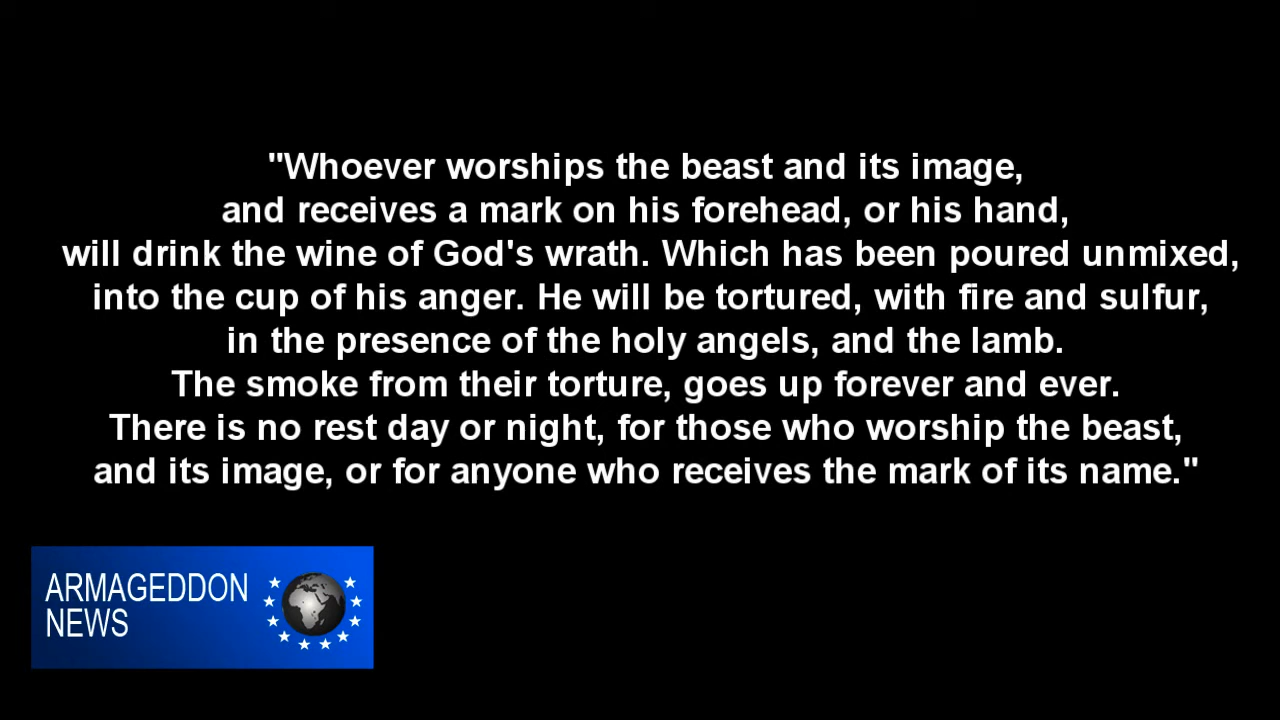 "Whoever worships the beast and its image,
and receives a mark on his forehead, or his hand,
will drink the wine of God's wrath. Which has been poured unmixed,
into the cup of his anger. He will be tortured, with fire and sulfur,
in the presence of the holy angels, and the lamb.
The smoke from their torture, goes up forever and ever.
There is no rest day or night, for those who worship the beast,
and its image, or for anyone who receives the mark of its name."
ARMAGEDDON
NEWS